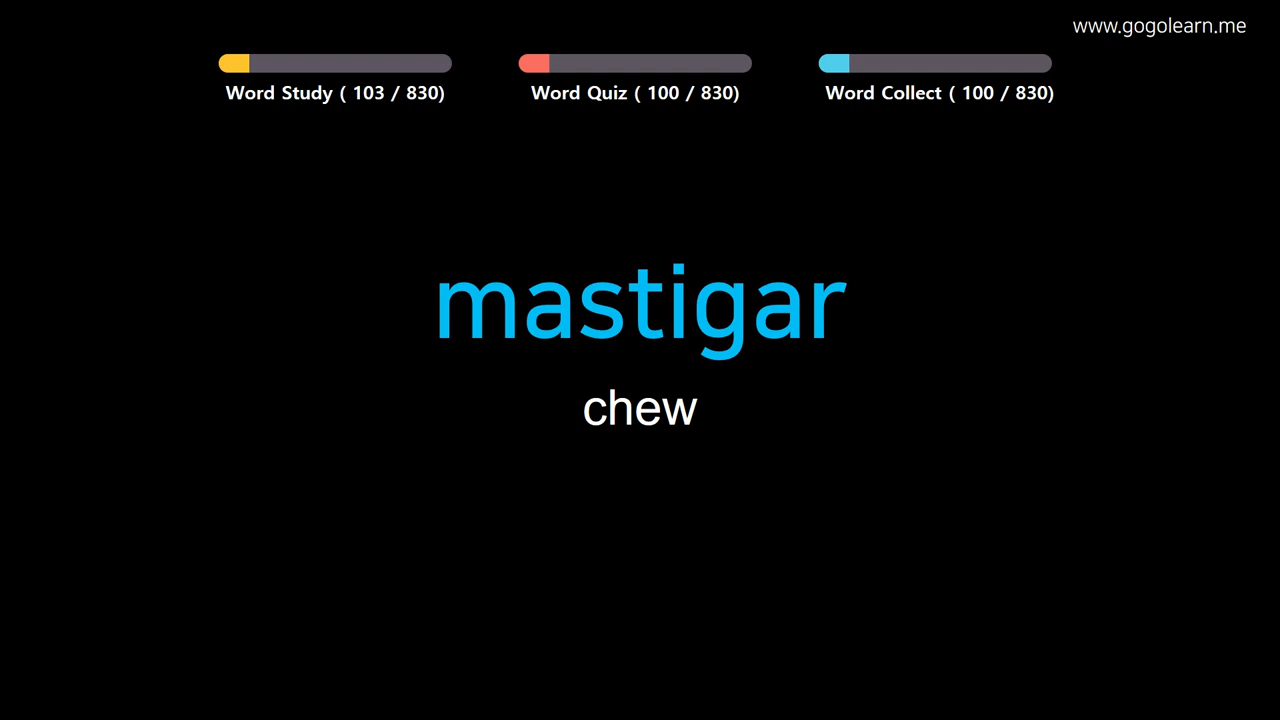 www.gogolearn.me
Word Study ( 103 / 830)
Word Quiz ( 100 / 830)
Word Collect ( 100 / 830)
mastigar
chew